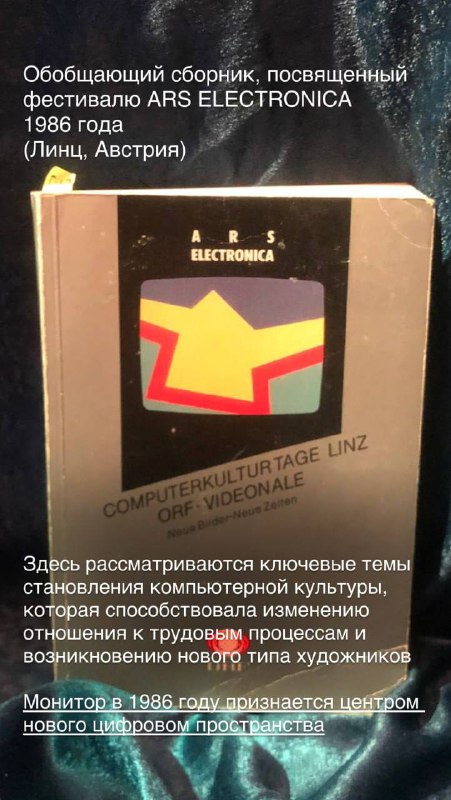 Обобщающий сборник, посвященный
фестивалю ARS ELECTRONICA
1986 года
(Линц, Австрия)
ARS
ELECTRONICA
COMPUTERKULTURTAGE LINZ
ORF-VIDEONALE
Neue Bilder-Neue Zeiten
Здесь рассматриваются ключевые темы
становления компьютерной культуры,
которая способствовала изменению
отношения к трудовым процессам и
возникновению нового типа художников
Монитор в 1986 году признается центром
нового цифровом пространства